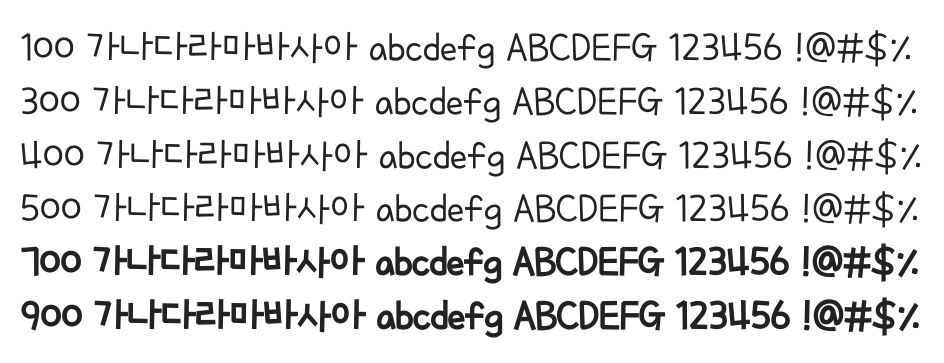 100 가나다라마바사아 abcdefg ABCDEFG 123456 !@#$%
300 가나다라마바사아 abcdefg ABCDEFG 123456 !@#$%
400 가나다라마바사아 abcdefg ABCDEFG 123456 !@#$%
500 가나다라마바사아 abcdefg ABCDEFG 123456 !@#$%
700 가나다라마바사아 abcdefg ABCDEFG 123456 !@#$%
900 가나다라마바사아 abcdefg ABCDEFG 123456 !@#$%